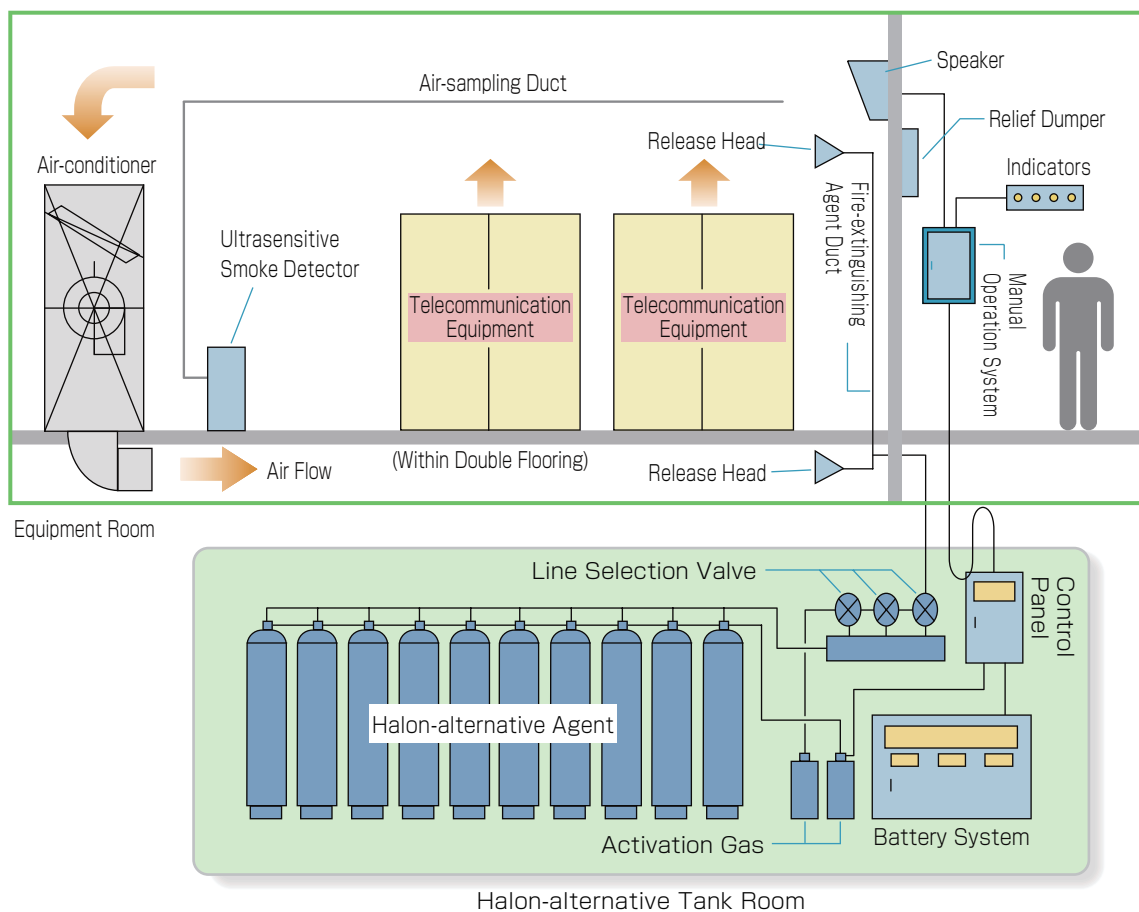 Speaker
Air-sampling Duct
Relief Dumper
Release Head
Air-conditioner
Indicators
Fire-extinguishing
Agent Duct
Ultrasensitive
Smoke Detector
Manual
Operation System
Telecommunication
Equipment
Telecommunication
Equipment
(Within Double Flooring)
Air Flow
Release Head
Equipment Room
Line Selection Valve
Control
Panel
Halon-alternative Agent
Activation Gas
Battery System
Halon-alternative Tank Room